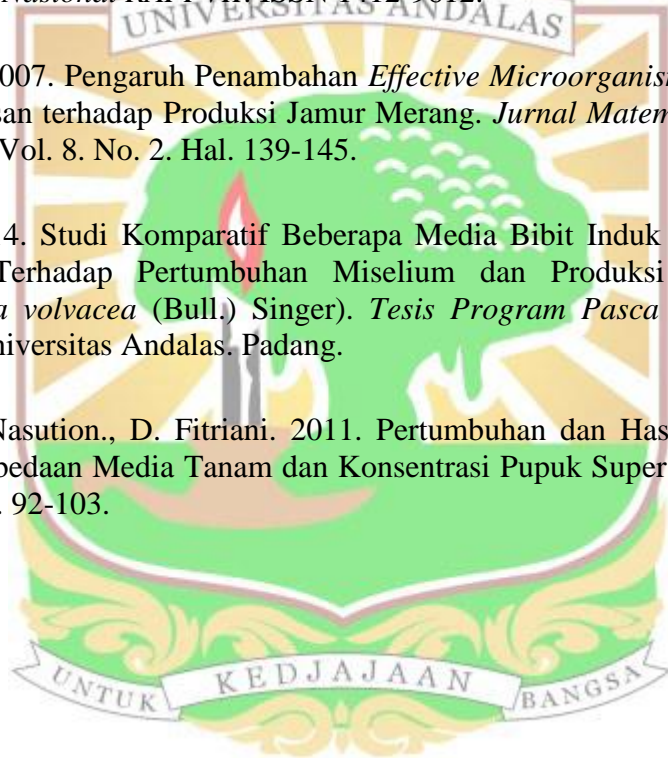 Nasional
ISSN 1412-9612.
UNIVERSITAS ANDALAS
007. Pengaruh Penambahan Effective Microorganis
san terhadap Produksi Jamur Merang. Jurnal Matem
Vol. 8. No. 2. Hal. 139-145.
4. Studi Komparatif Beberapa Media Bibit Induk
Terhadap Pertumbuhan Miselium dan Produksi
a volvacea (Bull.) Singer). Tesis Program Pasca
niversitas Andalas. Padang.
Nasution., D. Fitriani. 2011. Pertumbuhan dan Has
bedaan Media Tanam dan Konsentrasi Pupuk Super
. 92-103.
UNTUK KEDJAJAAN BANGSA